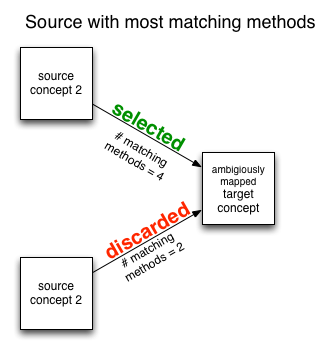 Source with most matching methods
source
concept 2
selected
# matching
methods = 4
ambigiously
mapped
target
concept
discarded
# matching
methods = 2
source
concept 2